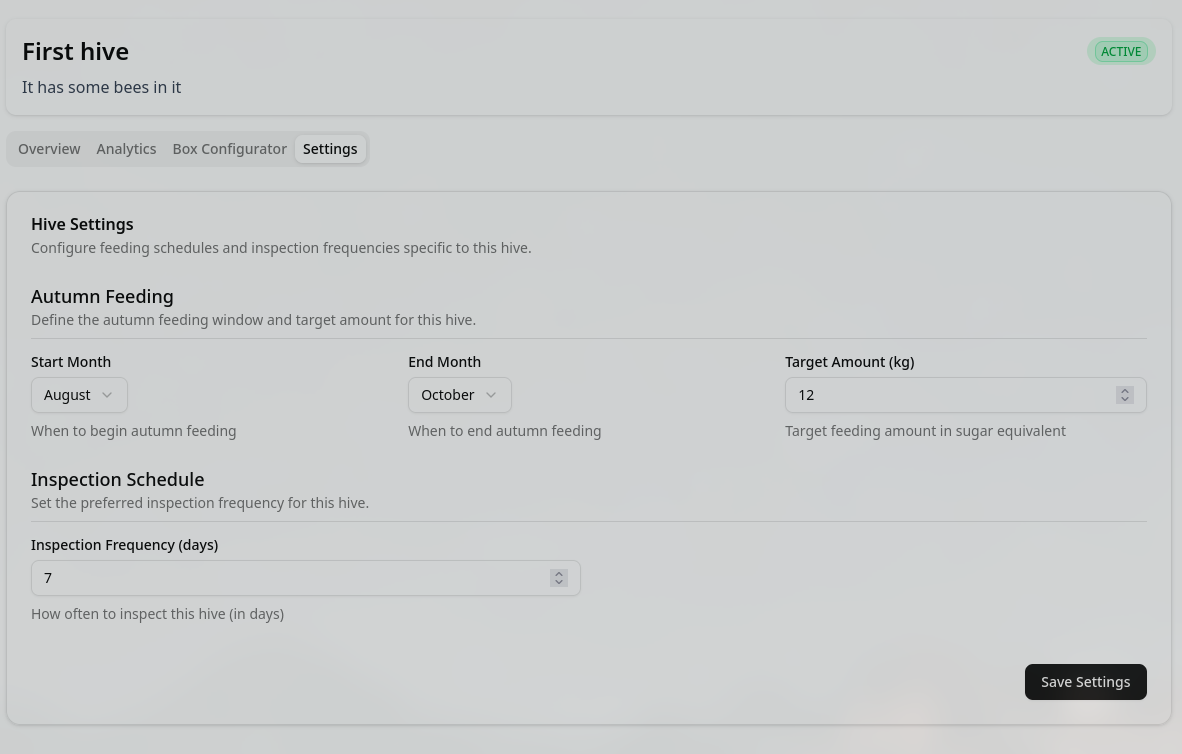 First hive
ACTIVE
It has some bees in it
Overview Analytics Box Configurator Settings
Hive Settings
Configure feeding schedules and inspection frequencies specific to this hive.
Autumn Feeding
Define the autumn feeding window and target amount for this hive.
Start Month End Month Target Amount (kg)
August October 12
When to begin autumn feeding When to end autumn feeding Target feeding amount in sugar equivalent
Inspection Schedule
Set the preferred inspection frequency for this hive.
Inspection Frequency (days)
7
How often to inspect this hive (in days)
Save Settings